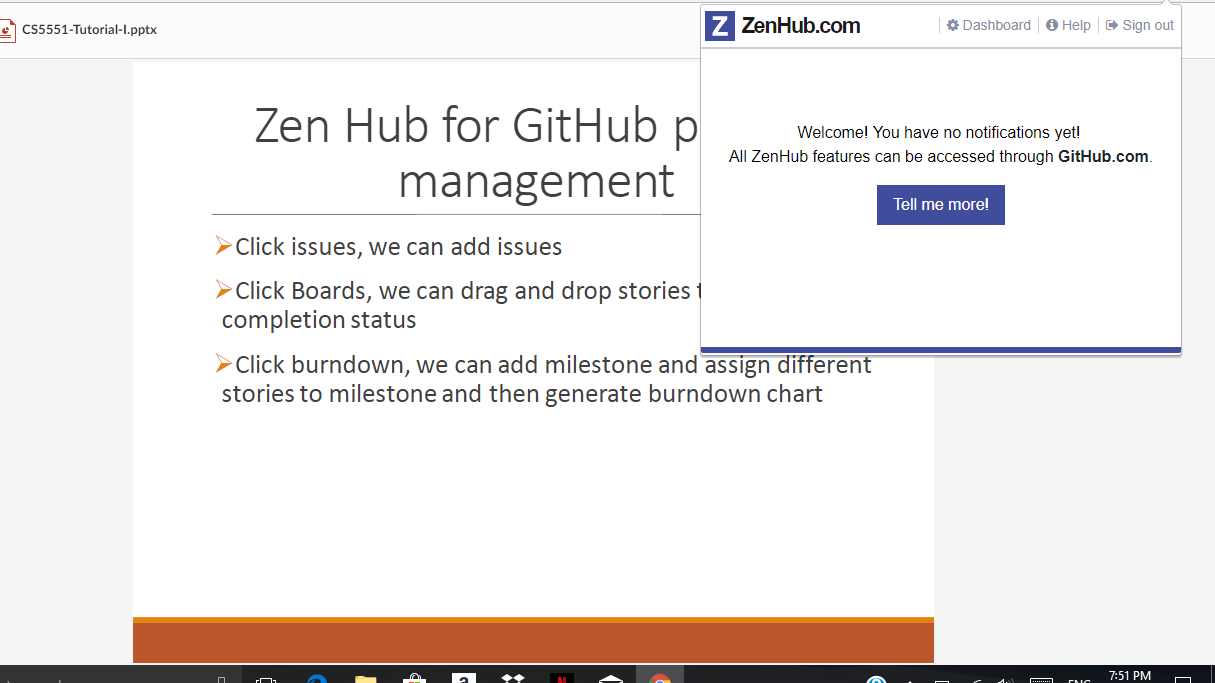 CS5551-Tutorial-I.pptx
Z ZenHub.com
Dashboard
Help
Sign out
Welcome! You have no notifications yet!
All ZenHub features can be accessed through GitHub.com.
Tell me more!
Zen Hub for GitHub p
management
Click issues, we can add issues
Click Boards, we can drag and drop stories t
completion status
Click burndown, we can add milestone and assign different
stories to milestone and then generate burndown chart
7:51 PM